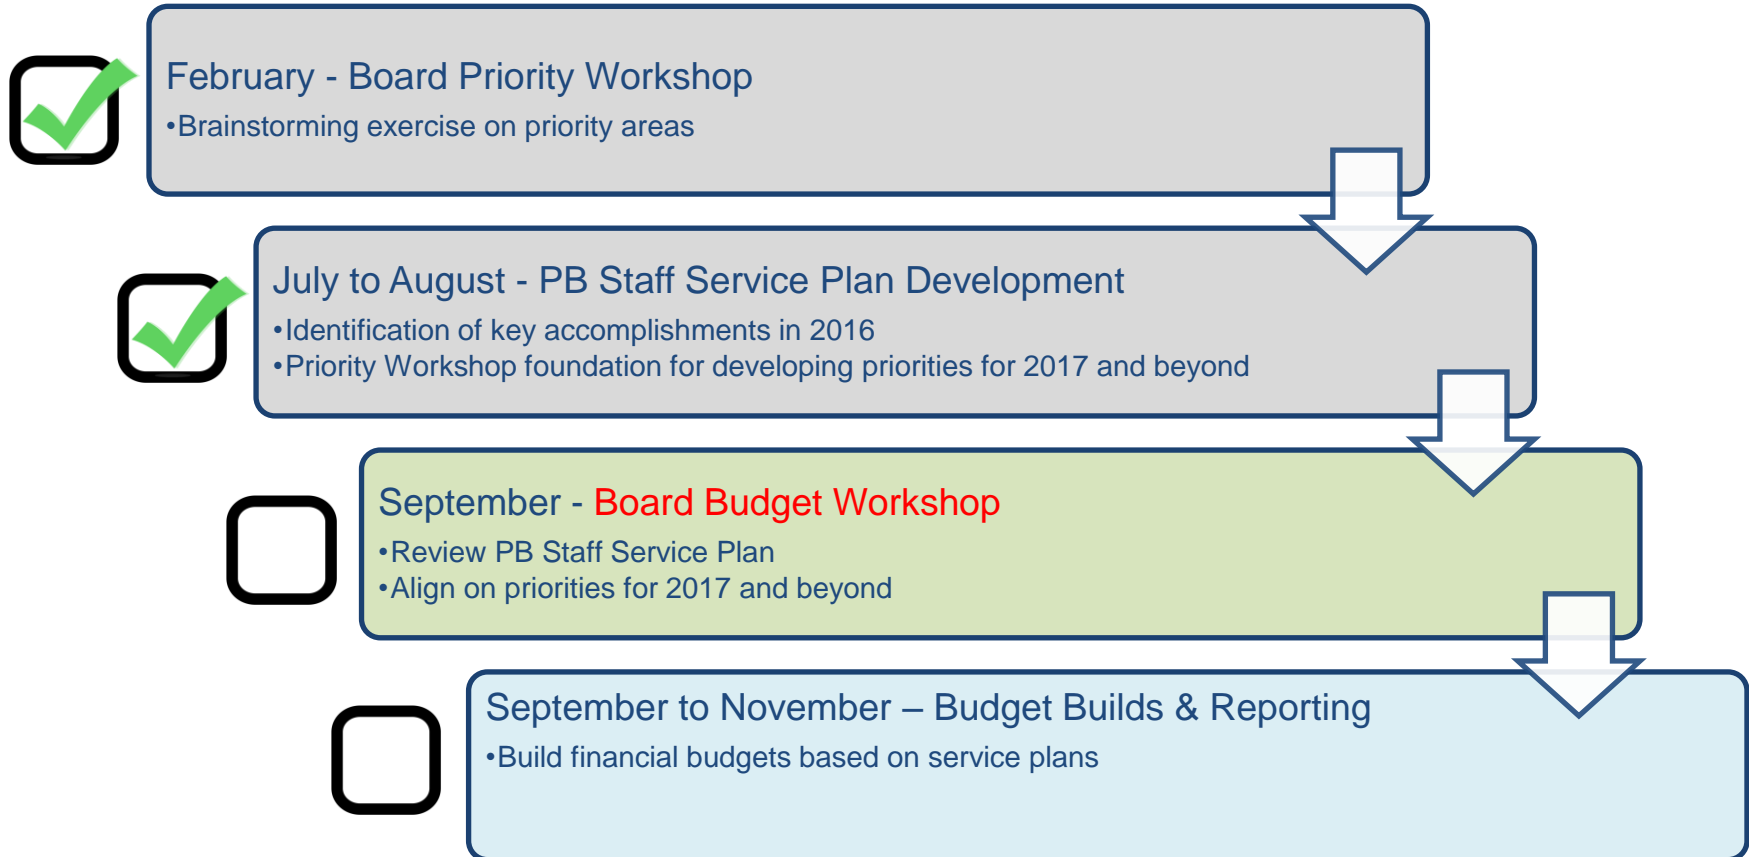 February - Board Priority Workshop
•Brainstorming exercise on priority areas
July to August - PB Staff Service Plan Development
•Identification of key accomplishments in 2016
•Priority Workshop foundation for developing priorities for 2017 and beyond
September - Board Budget Workshop
•Review PB Staff Service Plan
•Align on priorities for 2017 and beyond
September to November – Budget Builds & Reporting
•Build financial budgets based on service plans